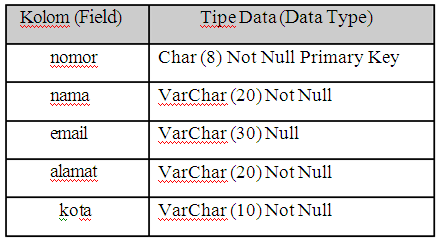 Kolom (Field) Tipe Data (Data Type)
nomor Char (8) Not Null Primary Key
nama VarChar (20) Not Null
email VarChar (30) Null
alamat VarChar (20) Not Null
kota VarChar (10) Not Null